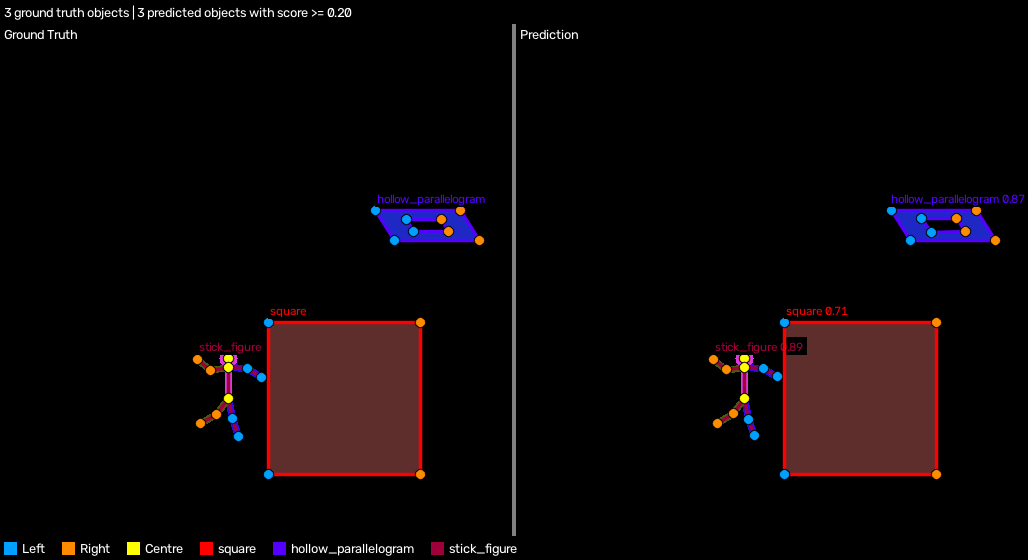 3 ground truth objects | 3 predicted objects with score >= 0.20
Ground Truth
Prediction
hollow_parallelogram
hollow_parallelogram 0.87
square
square 0.71
stick_figure
stick_figure 0.89
Left
Right
Centre
square
hollow_parallelogram
stick_figure